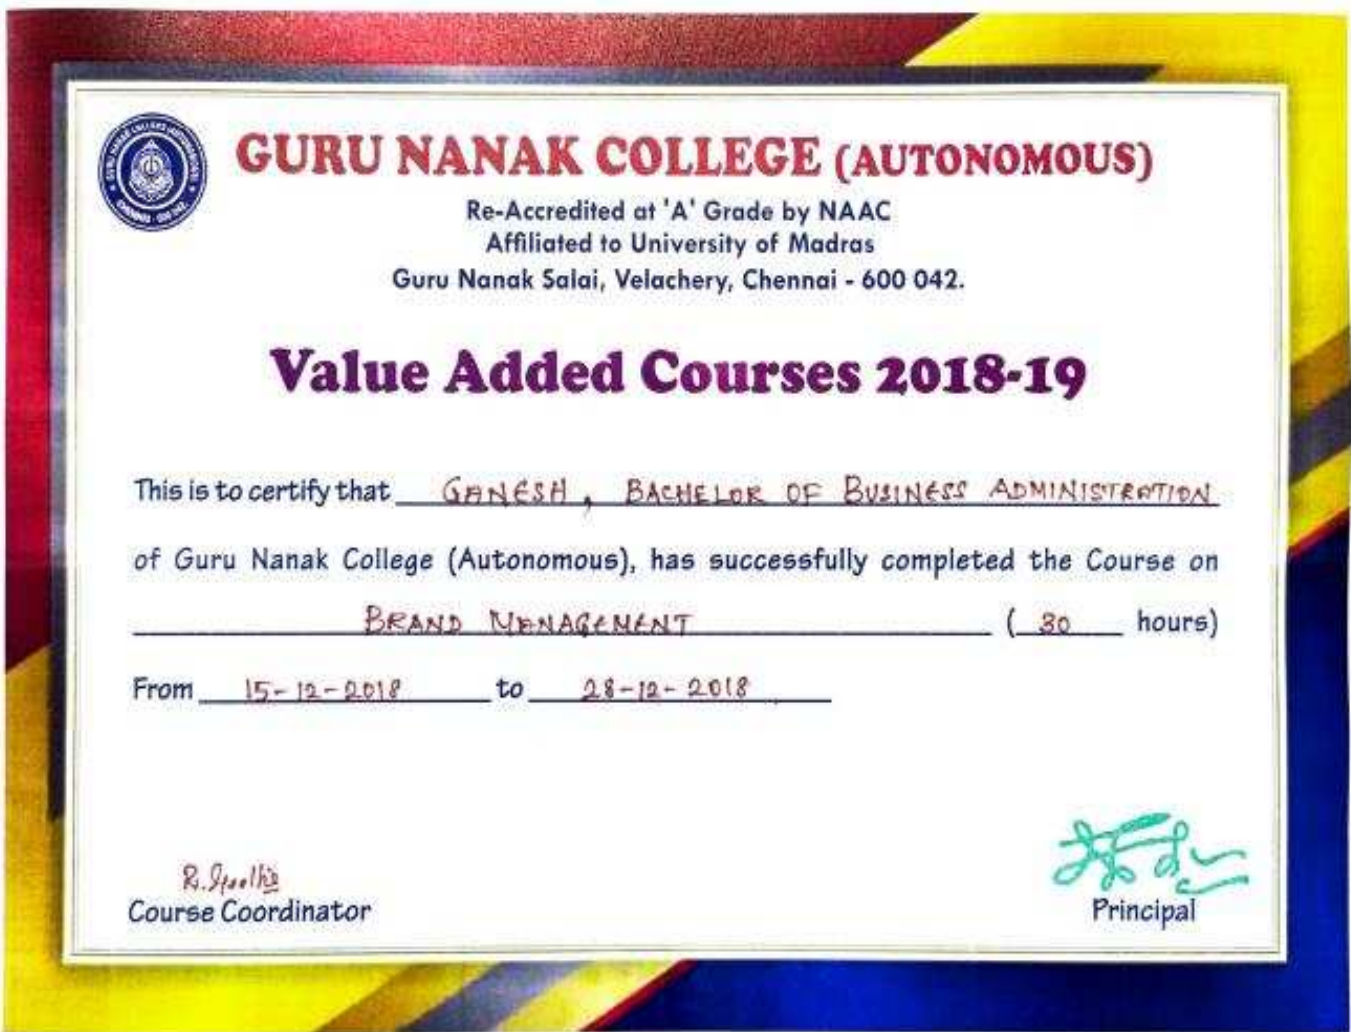 GURU NANAK COLLEGE (AUTONOMOUS)
Re-Accredited at 'A' Grade by NAAC
Affiliated to University of Madras
Guru Nanak Salai, Velachery, Chennai - 600 042.
Value Added Courses 2018-19
This is to certify that GANESH, BACHELOR OF BUSINESS ADMINISTRATION
of Guru Nanak College (Autonomous), has successfully completed the Course on
BRAND MANAGEMENT ( 30 hours)
From 15-12-2018 to 28-12-2018
R.
Course Coordinator
Principal